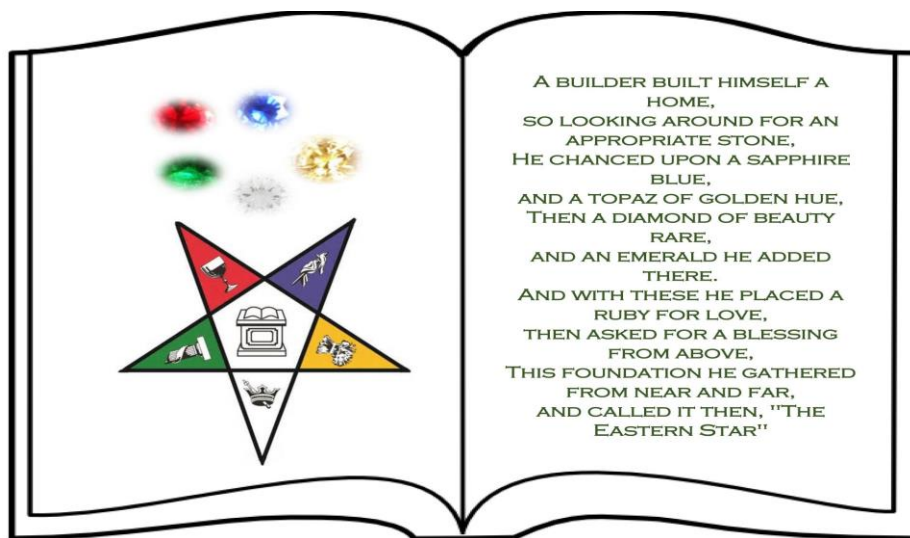 A BUILDER BUILT HIMSELF A
HOME,
SO LOOKING AROUND FOR AN
APPROPRIATE STONE,
HE CHANCED UPON A SAPPHIRE
BLUE,
AND A TOPAZ OF GOLDEN HUE,
THEN A DIAMOND OF BEAUTY
RARE,
AND AN EMERALD HE ADDED
THERE.
AND WITH THESE HE PLACED A
RUBY FOR LOVE,
THEN ASKED FOR A BLESSING
FROM ABOVE,
THIS FOUNDATION HE GATHERED
FROM NEAR AND FAR,
AND CALLED IT THEN, "THE
EASTERN STAR"